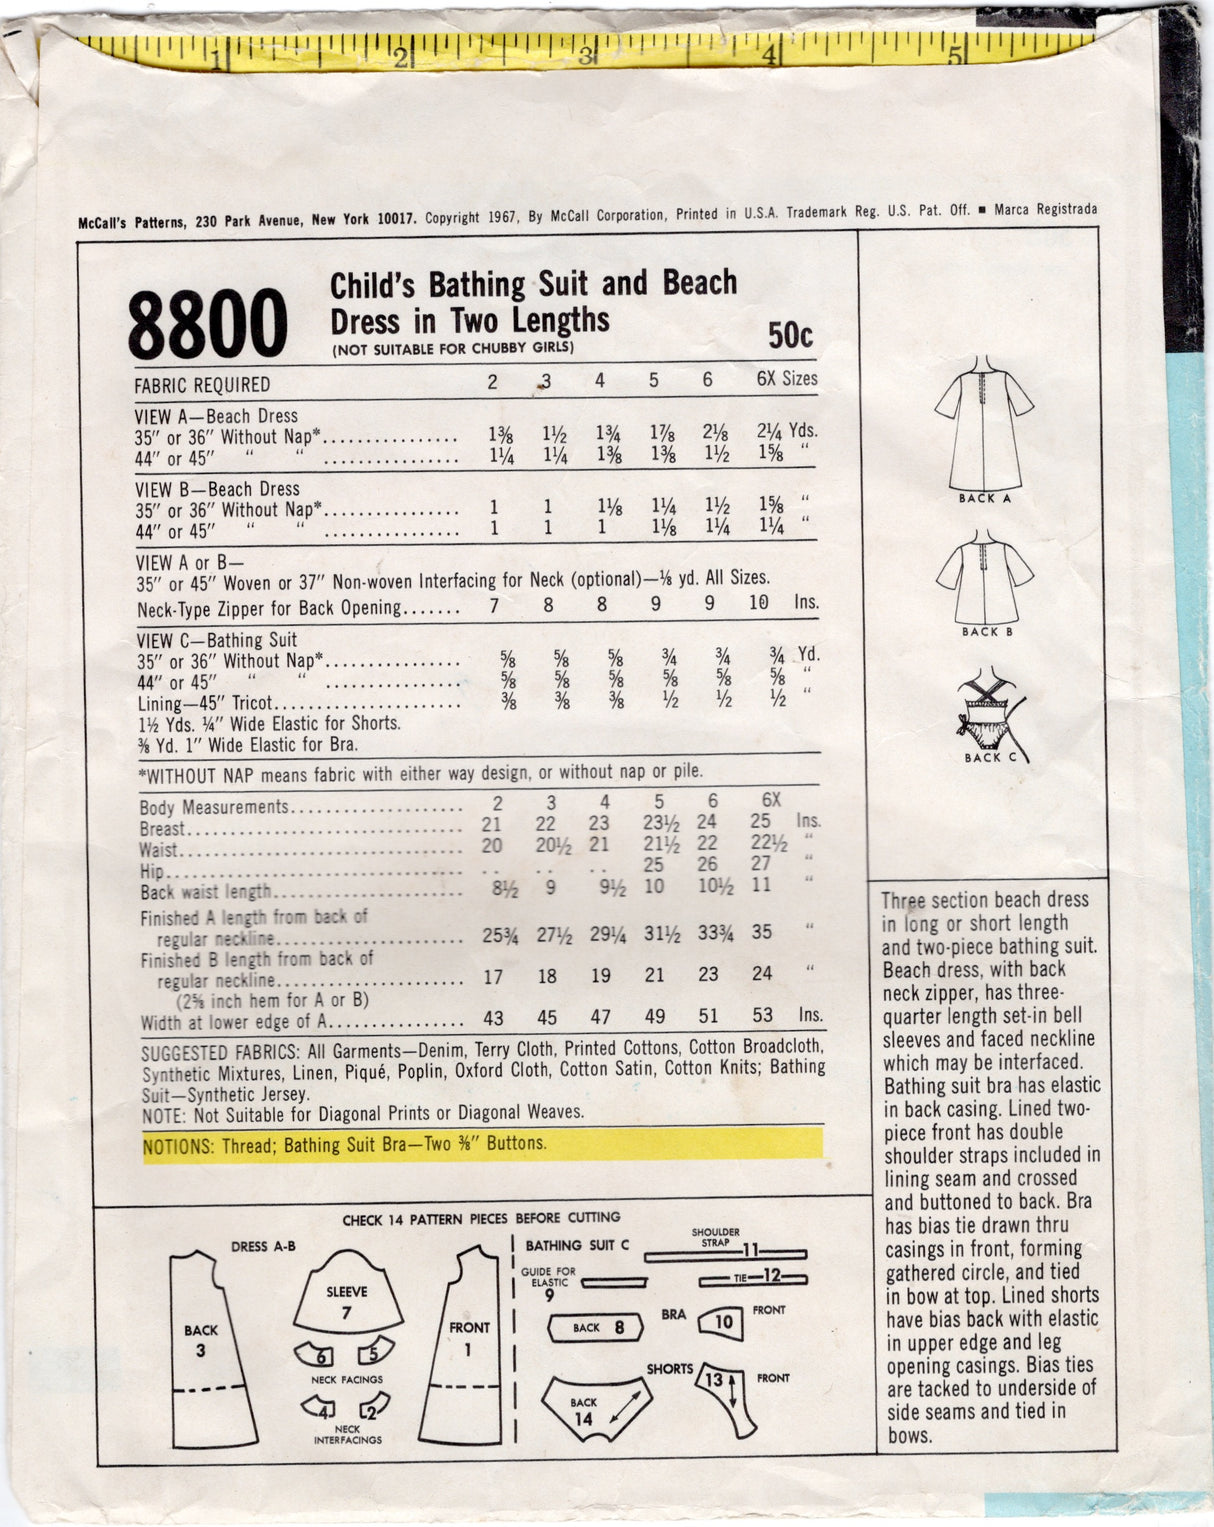 1 2 3 4 5
McCall's Patterns, 230 Park Avenue, New York 10017. Copyright 1967, By McCall Corporation, Printed in U.S.A. Trademark Reg. U.S. Pat. Off. ■ Marca Registrada
8800
Child's Bathing Suit and Beach
Dress in Two Lengths
(NOT SUITABLE FOR CHUBBY GIRLS)
50c
FABRIC REQUIRED 2 3 4 5 6 6X Sizes
VIEW A—Beach Dress
35" or 36" Without Nap*................ 1⅜ 1½ 1¾ 1⅞ 2⅛ 2¼ Yds.
44" or 45" " " ................ 1¼ 1¼ 1⅜ 1⅜ 1½ 1⅝ "
VIEW B—Beach Dress
35" or 36" Without Nap*................ 1 1 1⅛ 1¼ 1½ 1⅝ "
44" or 45" " " ................ 1 1 1 1⅛ 1¼ 1¼ "
VIEW A or B—
35" or 45" Woven or 37" Non-woven Interfacing for Neck (optional)—⅛ yd. All Sizes.
Neck-Type Zipper for Back Opening....... 7 8 8 9 9 10 Ins.
VIEW C—Bathing Suit
35" or 36" Without Nap*................ ⅝ ⅝ ⅝ ¾ ¾ ¾ Yd.
44" or 45" " " ................ ⅝ ⅝ ⅝ ⅝ ⅝ ⅝ "
Lining—45" Tricot...................... ⅜ ⅜ ⅜ ½ ½ ½ "
1½ Yds. ¼" Wide Elastic for Shorts.
⅜ Yd. 1" Wide Elastic for Bra.
*WITHOUT NAP means fabric with either way design, or without nap or pile.
Body Measurements..................... 2 3 4 5 6 6X
Breast................................. 21 22 23 23½ 24 25 Ins.
Waist.................................. 20 20½ 21 21½ 22 22½ "
Hip.................................... .. .. .. 25 26 27 "
Back waist length....................... 8½ 9 9½ 10 10½ 11 "
Finished A length from back of
regular neckline....................... 25¾ 27½ 29¼ 31½ 33¾ 35 "
Finished B length from back of
regular neckline....................... 17 18 19 21 23 24 "
(2⅝ inch hem for A or B)
Width at lower edge of A................ 43 45 47 49 51 53 Ins.
SUGGESTED FABRICS: All Garments—Denim, Terry Cloth, Printed Cottons, Cotton Broadcloth,
Synthetic Mixtures, Linen, Piqué, Poplin, Oxford Cloth, Cotton Satin, Cotton Knits; Bathing
Suit—Synthetic Jersey.
NOTE: Not Suitable for Diagonal Prints or Diagonal Weaves.
NOTIONS: Thread; Bathing Suit Bra—Two ⅜" Buttons.
BACK A
BACK B
BACK C
Three section beach dress
in long or short length
and two-piece bathing suit.
Beach dress, with back
neck zipper, has three-
quarter length set-in bell
sleeves and faced neckline
which may be interfaced.
Bathing suit bra has elastic
in back casing. Lined two-
piece front has double
shoulder straps included in
lining seam and crossed
and buttoned to back. Bra
has bias tie drawn thru
casings in front, forming
gathered circle, and tied
in bow at top. Lined shorts
have bias back with elastic
in upper edge and leg
opening casings. Bias ties
are tacked to underside of
side seams and tied in
bows.
CHECK 14 PATTERN PIECES BEFORE CUTTING
DRESS A-B
BACK
3
SLEEVE
7
6 5
NECK FACINGS
4 2
NECK
INTERFACINGS
FRONT
1
BATHING SUIT C
SHOULDER
STRAP 11
GUIDE FOR
ELASTIC
9
TIE 12
BACK 8
BRA
10
FRONT
SHORTS
BACK
14
13
FRONT